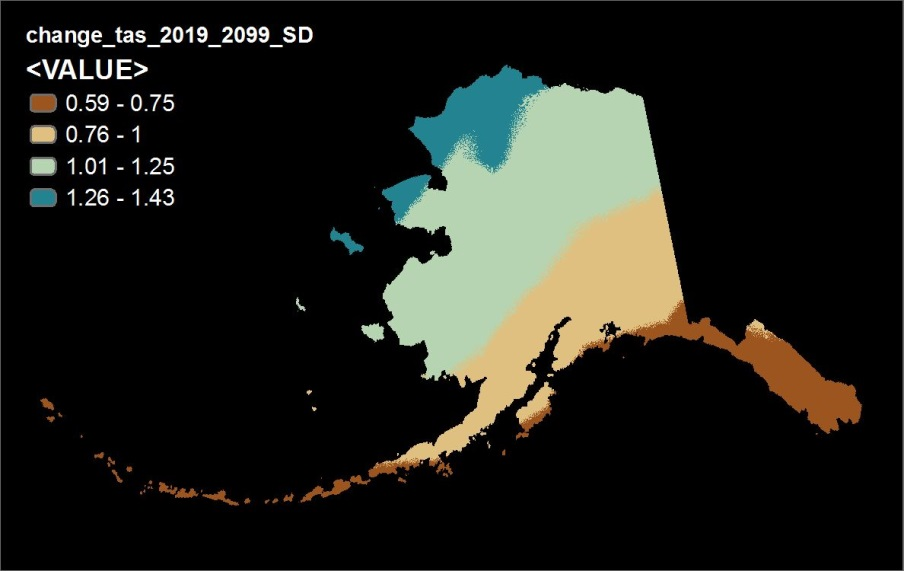 change_tas_2019_2099_SD
<VALUE>
0.59 - 0.75
0.76 - 1
1.01 - 1.25
1.26 - 1.43